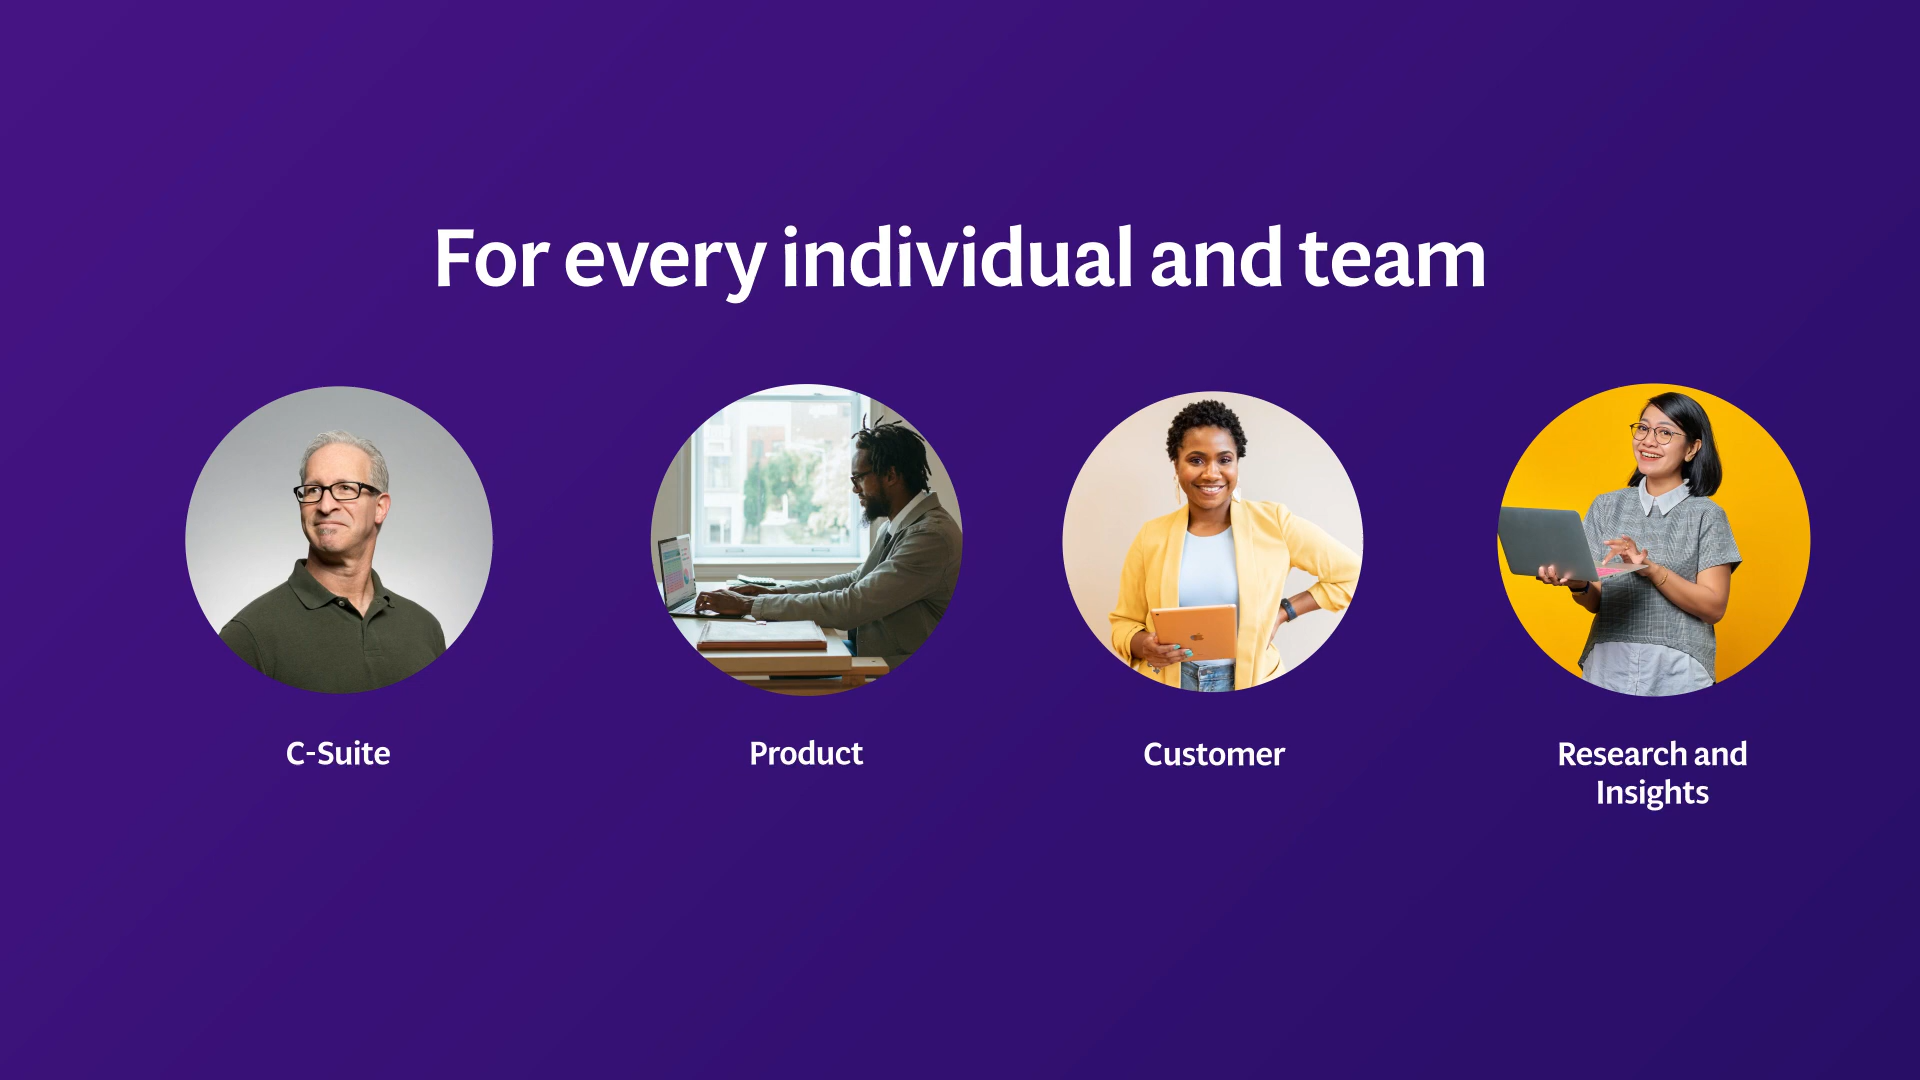 For every individual and team
C-Suite
Product
Customer
Research and
Insights